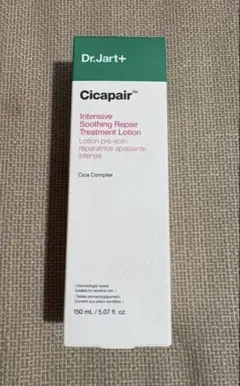 Dr.Jart+
Cicapair™
Intensive
Soothing Repair
Treatment Lotion
Lotion pré-soin
réparatrice apaisante
intense
Cica Complex
150 mL / 5.07 fl. oz.